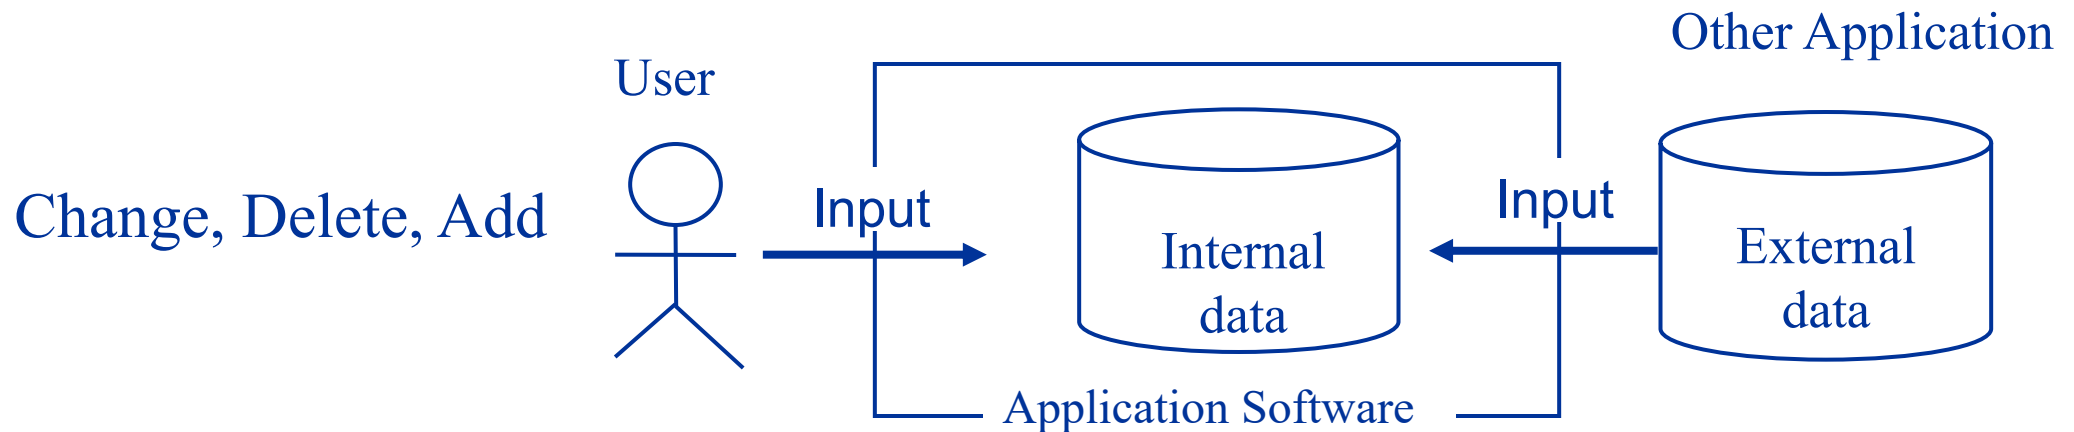 Other Application
User
Change, Delete, Add
Input
Input
Internal
data
External
data
Application Software